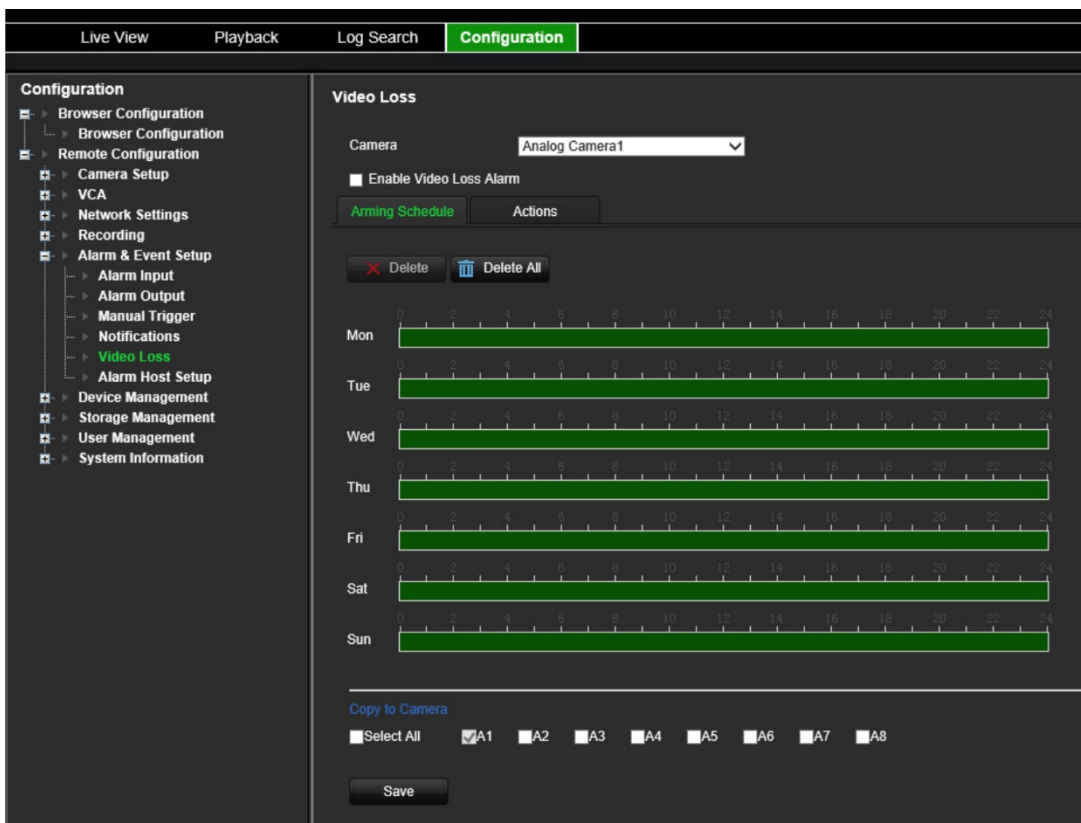 Live View Playback Log Search Configuration
Configuration
Browser Configuration
Browser Configuration
Remote Configuration
Camera Setup
VCA
Network Settings
Recording
Alarm & Event Setup
Alarm Input
Alarm Output
Manual Trigger
Notifications
Video Loss
Alarm Host Setup
Device Management
Storage Management
User Management
System Information
Video Loss
Camera Analog Camera1
Enable Video Loss Alarm
Arming Schedule Actions
Delete Delete All
0 2 4 6 8 10 12 14 16 18 20 22 24
Mon
0 2 4 6 8 10 12 14 16 18 20 22 24
Tue
0 2 4 6 8 10 12 14 16 18 20 22 24
Wed
0 2 4 6 8 10 12 14 16 18 20 22 24
Thu
0 2 4 6 8 10 12 14 16 18 20 22 24
Fri
0 2 4 6 8 10 12 14 16 18 20 22 24
Sat
0 2 4 6 8 10 12 14 16 18 20 22 24
Sun
Copy to Camera
Select All A1 A2 A3 A4 A5 A6 A7 A8
Save